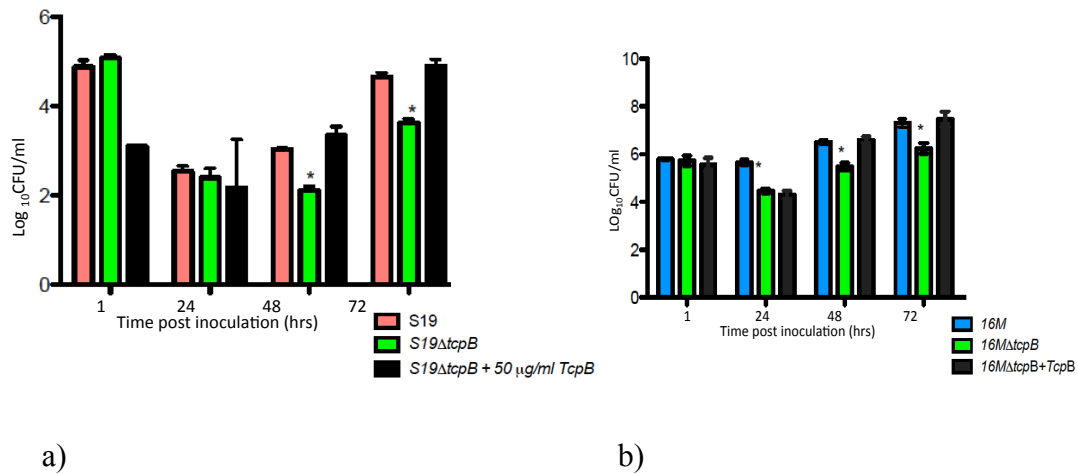 6
4
2
0
Log 10CFU/ml
*
*
1
24
48
72
Time post inoculation (hrs)
S19
S19ΔtcpB
S19ΔtcpB + 50 µg/ml TcpB
a)
10
8
6
4
2
0
LOg10CFU/ml
*
*
*
1
24
48
72
Time post inoculation (hrs)
16M
16MΔtcpB
16MΔtcpB+TcpB
b)